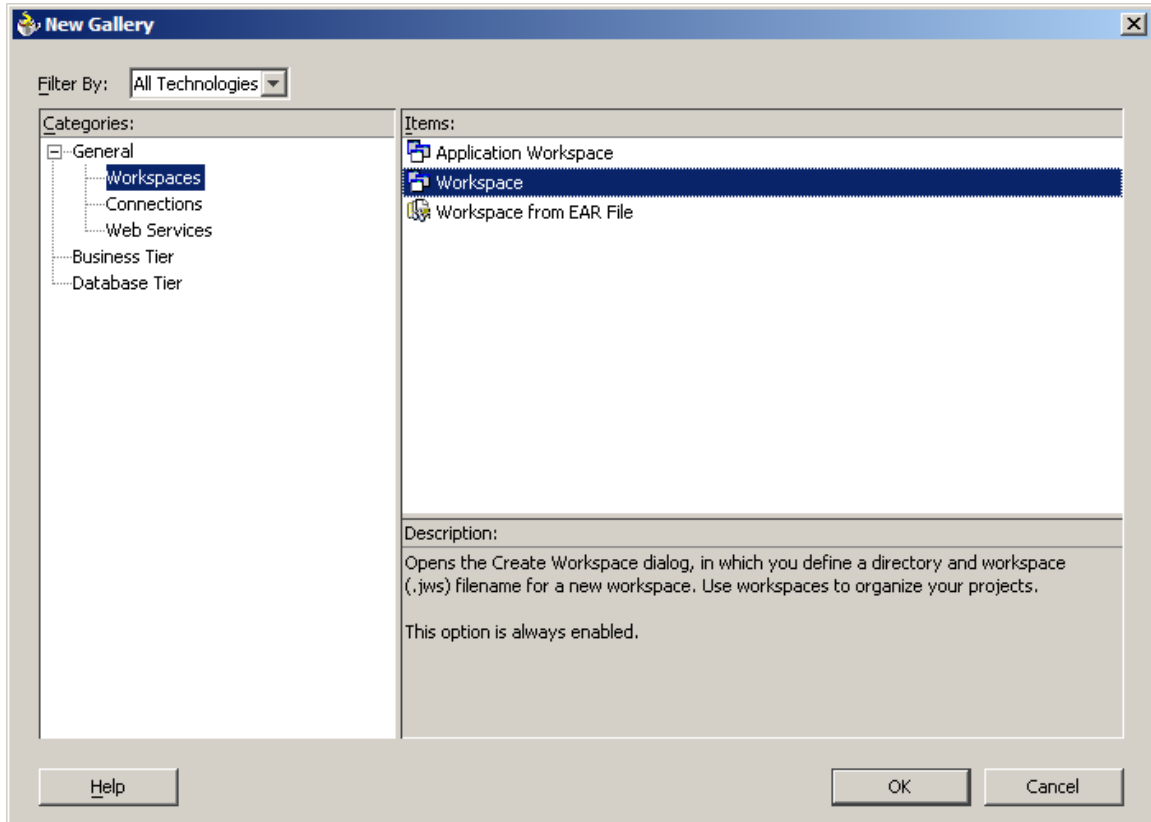 New Gallery
Filter By: All Technologies
Categories:
General
Workspaces
Connections
Web Services
Business Tier
Database Tier
Items:
Application Workspace
Workspace
Workspace from EAR File
Description:
Opens the Create Workspace dialog, in which you define a directory and workspace
(.jws) filename for a new workspace. Use workspaces to organize your projects.
This option is always enabled.
Help OK Cancel